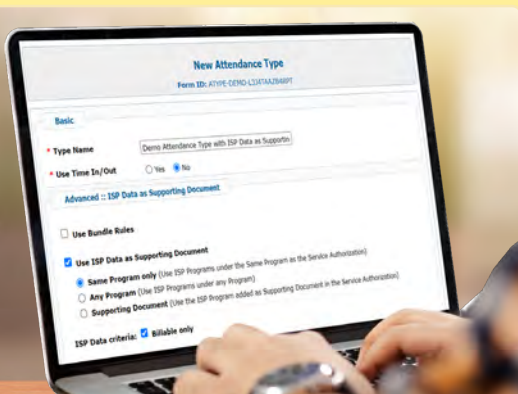 New Attendance Type
Form ID:
Basic
* Type Name
Demo Attendance Type with ISP Data as Supportin
* Use Time In/Out
Yes No
Advanced :: ISP Data as Supporting Document
Use Bundle Rules
Use ISP Data as Supporting Document
Same Program only (Use ISP Programs under the Same Program as the Service Authorization)
Any Program (Use ISP Programs under any Program)
Supporting Document (Use the ISP Program added as Supporting Document in the Service Authorization)
ISP Data criteria: Billable only